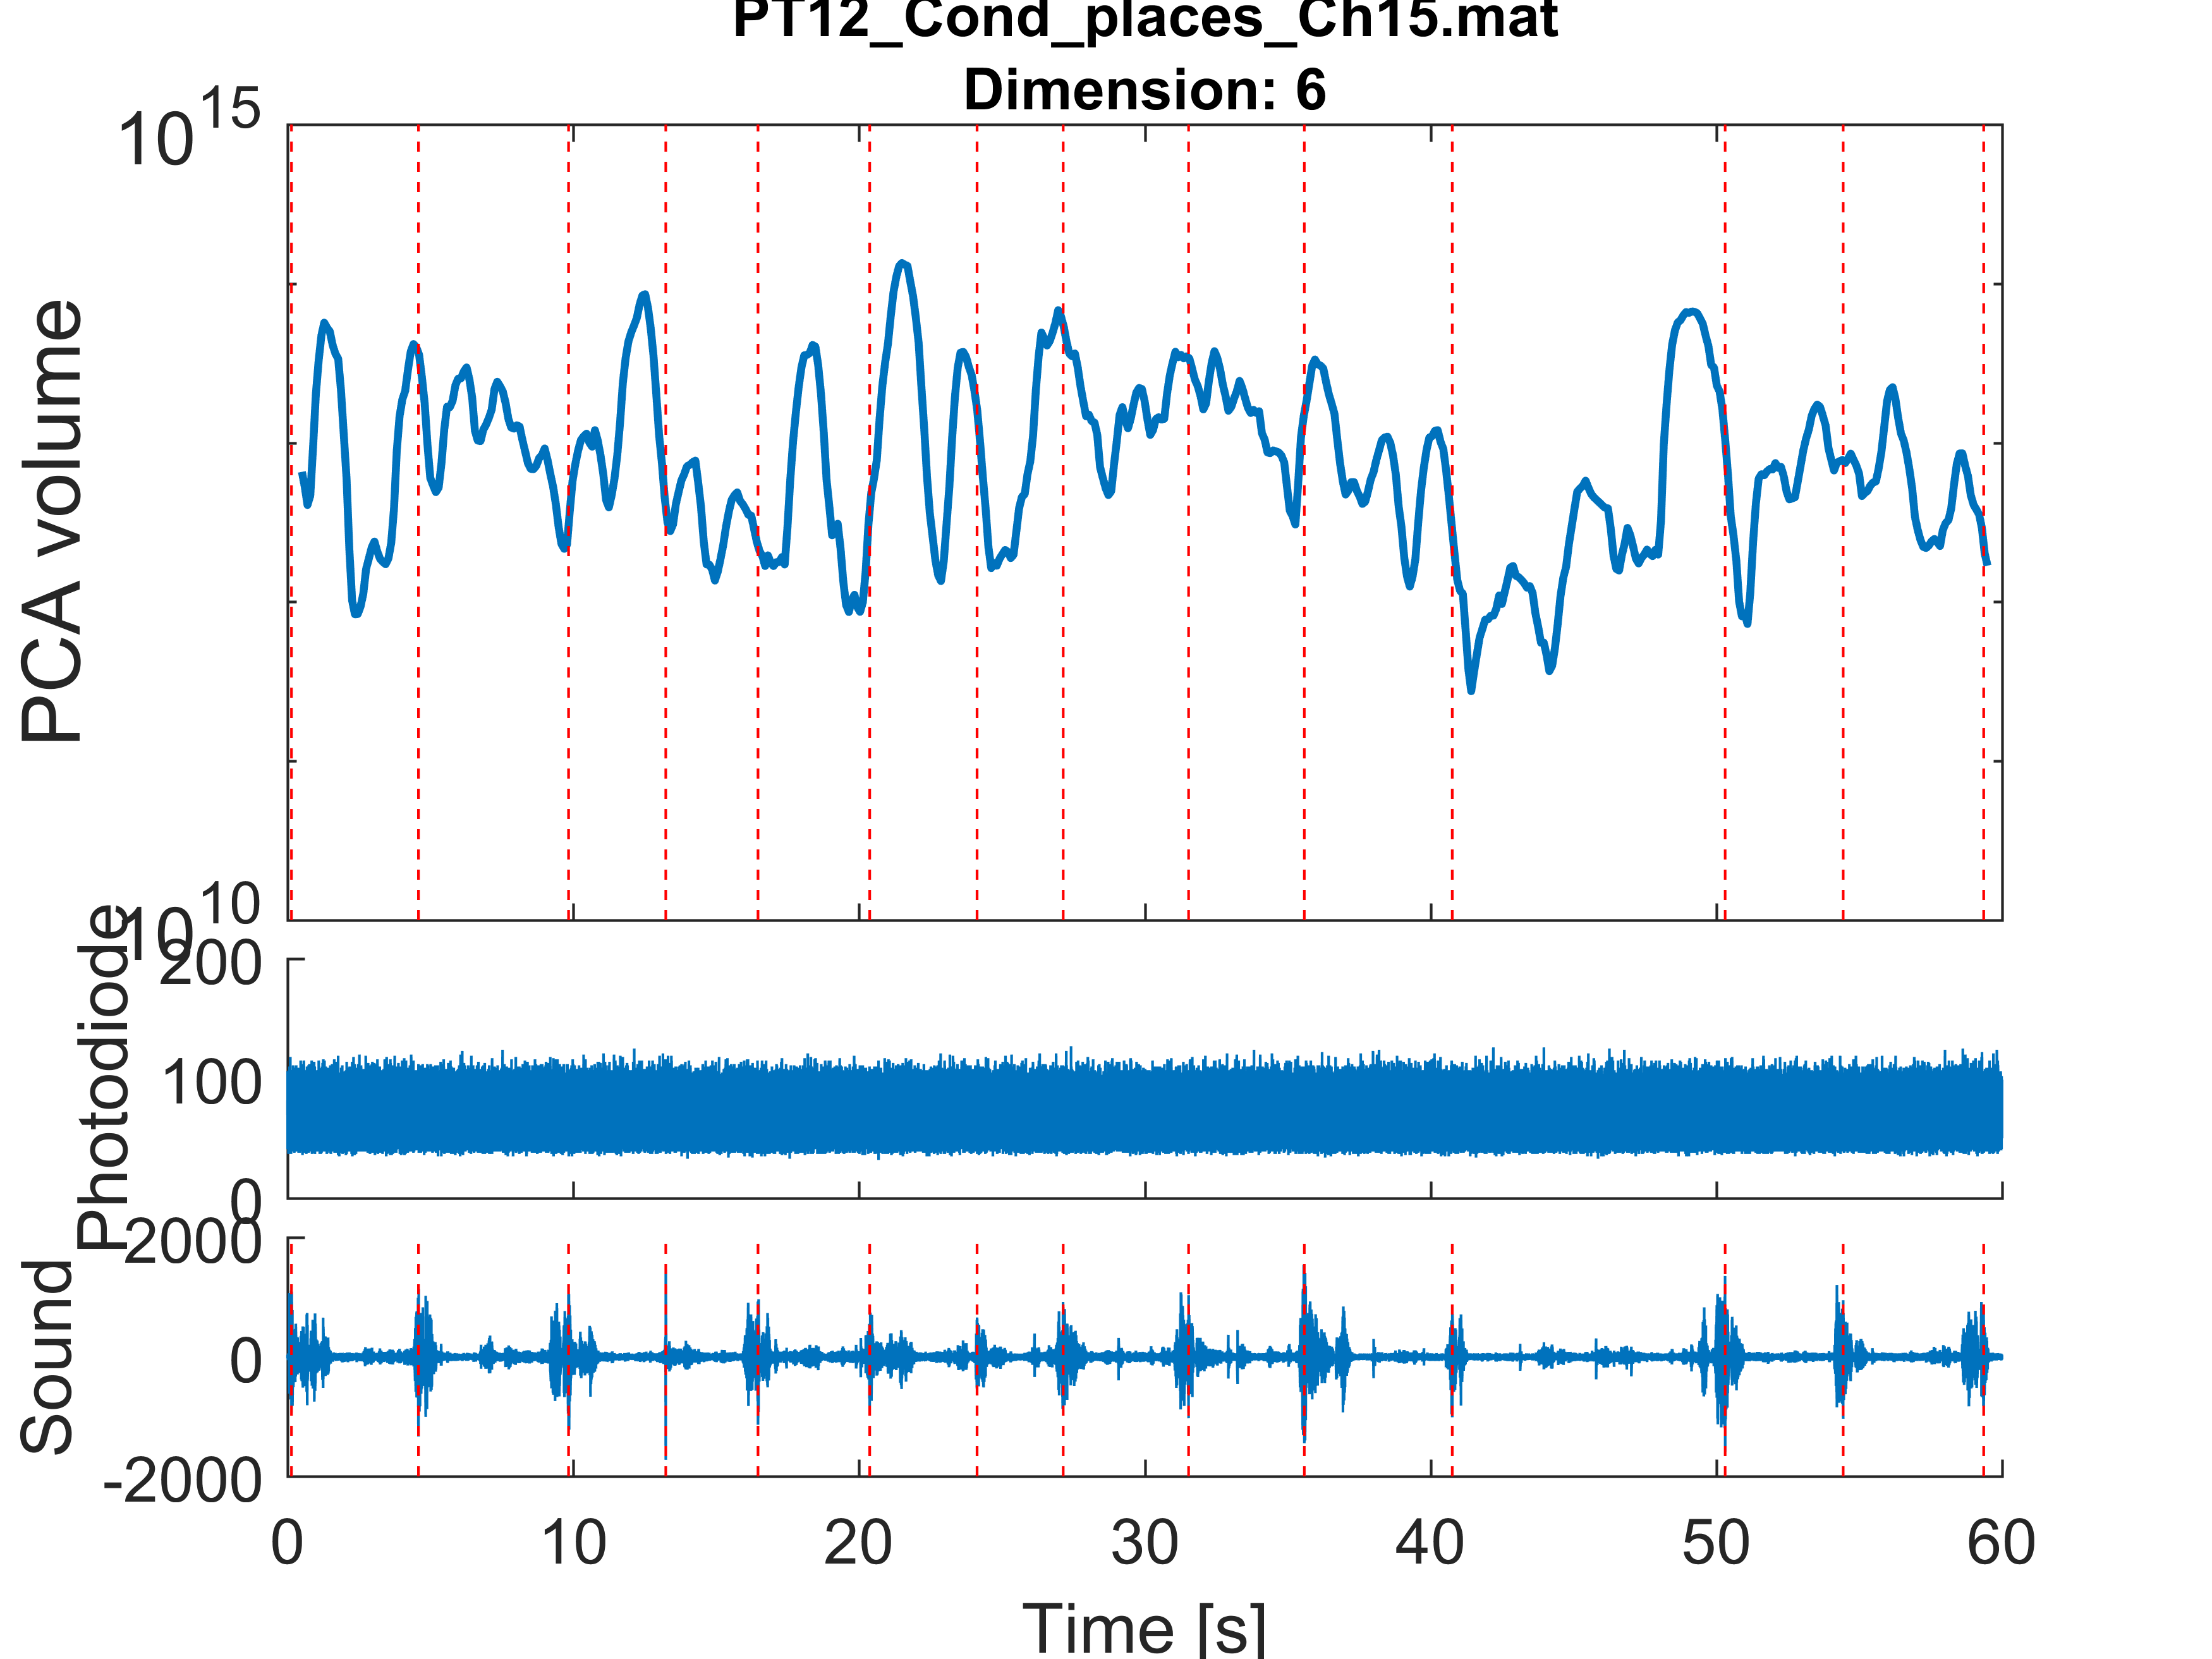 PT12_Cond_places_Ch15.mat
Dimension: 6
10^15
PCA volume
10^10
Photodiode
200
100
0
Sound
2000
0
-2000
0 10 20 30 40 50 60
Time [s]